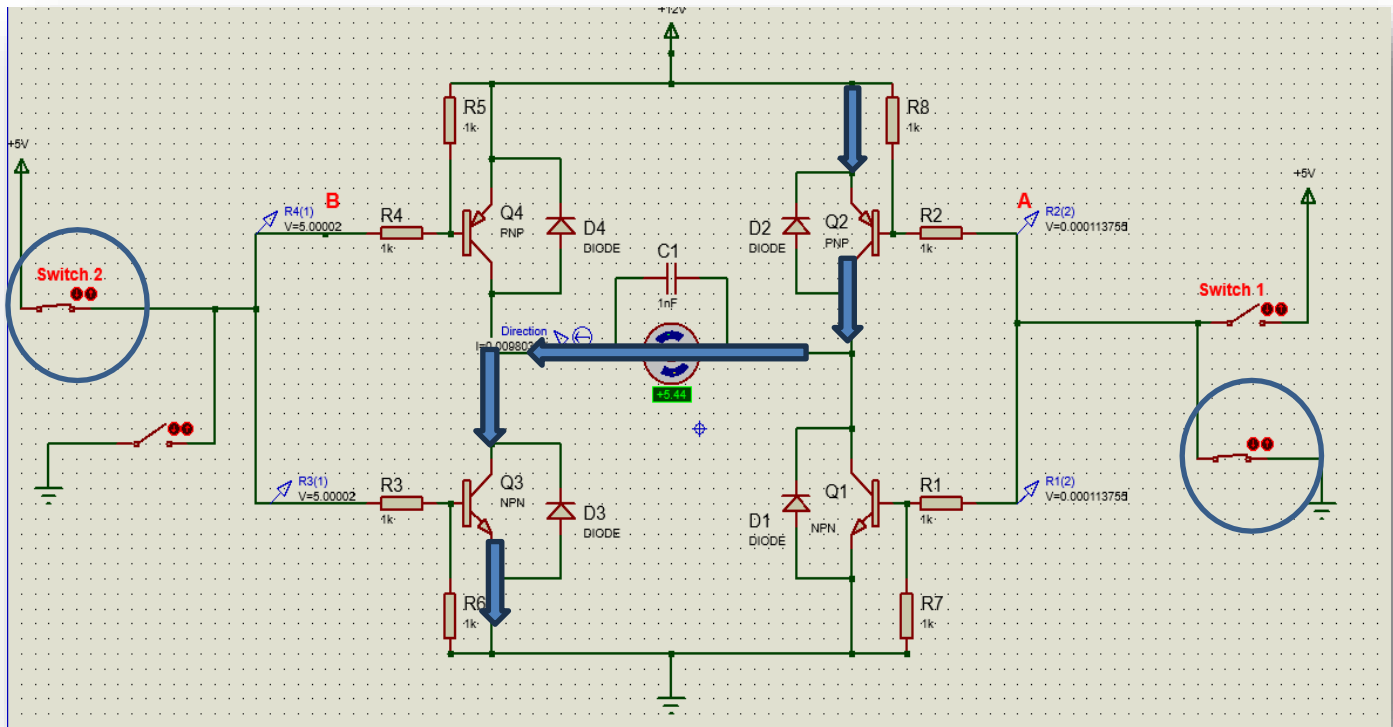 +12V
R5
1k
R8
1k
+5V
+5V
B
R4(1)
V=5.00002
R4
1k
Q4
PNP
D4
DIODE
D2
DIODE
Q2
PNP
R2
1k
A
R2(2)
V=0.000113755
C1
1nF
Switch 2
Switch 1
Direction
I=0.00980
+5.44
R3(1)
V=5.00002
R3
1k
Q3
NPN
D3
DIODE
D1
DIODE
Q1
NPN
R1
1k
R1(2)
V=0.000113755
R6
1k
R7
1k